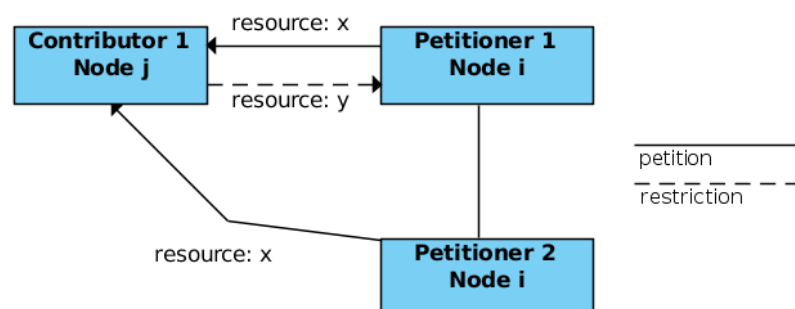 resource: x
Contributor 1
Node j
Petitioner 1
Node i
resource: y
petition
restriction
resource: x
Petitioner 2
Node i